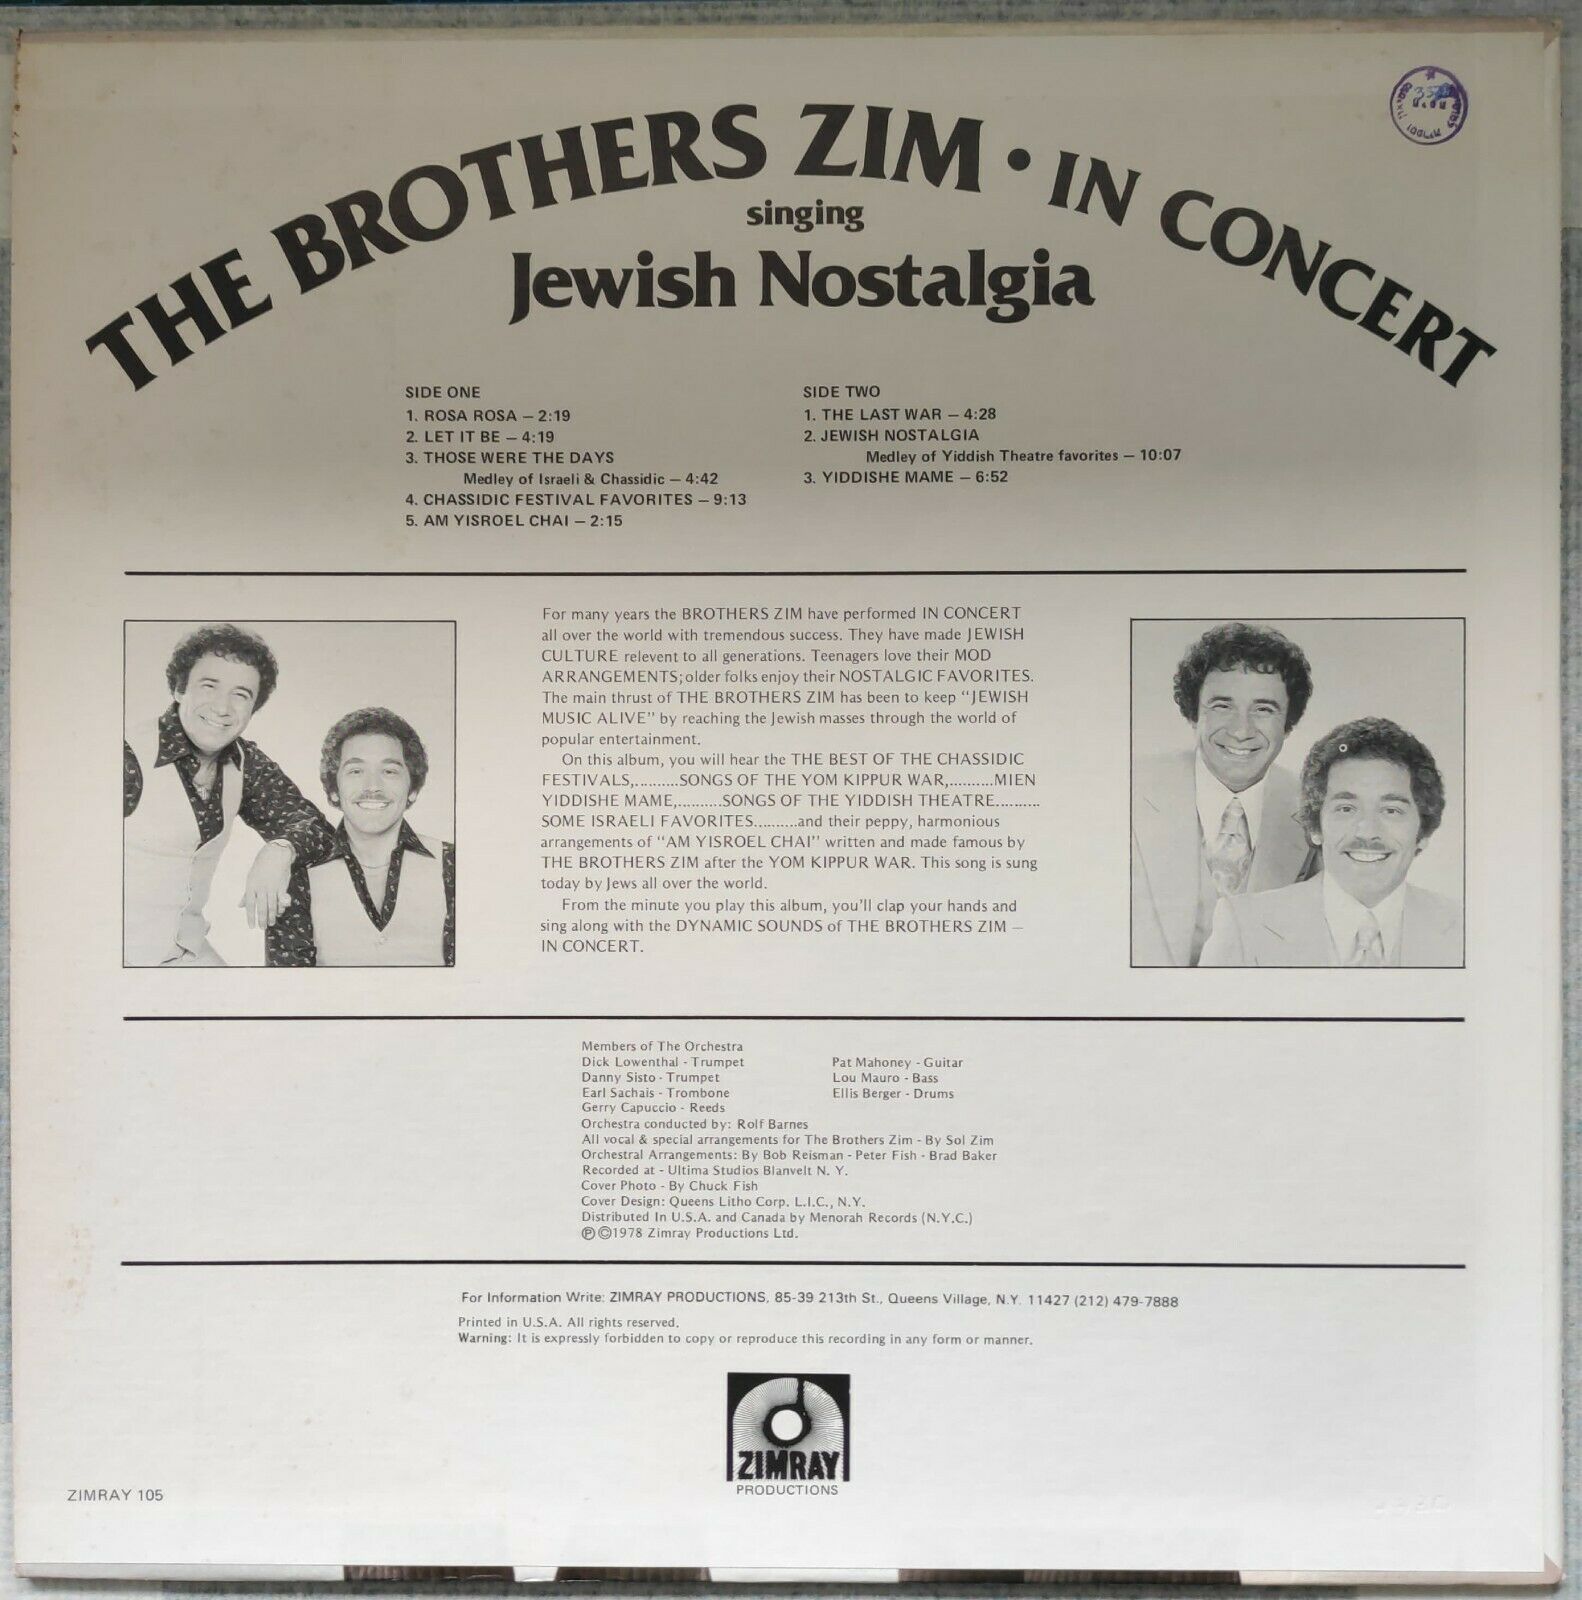 THE BROTHERS ZIM • IN CONCERT
singing
Jewish Nostalgia
SIDE ONE
1. ROSA ROSA – 2:19
2. LET IT BE – 4:19
3. THOSE WERE THE DAYS
Medley of Israeli & Chassidic – 4:42
4. CHASSIDIC FESTIVAL FAVORITES – 9:13
5. AM YISROEL CHAI – 2:15
SIDE TWO
1. THE LAST WAR – 4:28
2. JEWISH NOSTALGIA
Medley of Yiddish Theatre favorites – 10:07
3. YIDDISHE MAME – 6:52
For many years the BROTHERS ZIM have performed IN CONCERT
all over the world with tremendous success. They have made JEWISH
CULTURE relevent to all generations. Teenagers love their MOD
ARRANGEMENTS; older folks enjoy their NOSTALGIC FAVORITES.
The main thrust of THE BROTHERS ZIM has been to keep "JEWISH
MUSIC ALIVE" by reaching the Jewish masses through the world of
popular entertainment.
On this album, you will hear the THE BEST OF THE CHASSIDIC
FESTIVALS,..........SONGS OF THE YOM KIPPUR WAR,..........MIEN
YIDDISHE MAME,..........SONGS OF THE YIDDISH THEATRE..........
SOME ISRAELI FAVORITES..........and their peppy, harmonious
arrangements of "AM YISROEL CHAI" written and made famous by
THE BROTHERS ZIM after the YOM KIPPUR WAR. This song is sung
today by Jews all over the world.
From the minute you play this album, you'll clap your hands and
sing along with the DYNAMIC SOUNDS of THE BROTHERS ZIM –
IN CONCERT.
Members of The Orchestra
Dick Lowenthal - Trumpet
Danny Sisto - Trumpet
Earl Sachais - Trombone
Gerry Capuccio - Reeds
Pat Mahoney - Guitar
Lou Mauro - Bass
Ellis Berger - Drums
Orchestra conducted by: Rolf Barnes
All vocal & special arrangements for The Brothers Zim - By Sol Zim
Orchestral Arrangements: By Bob Reisman - Peter Fish - Brad Baker
Recorded at - Ultima Studios Blanvelt N. Y.
Cover Photo - By Chuck Fish
Cover Design: Queens Litho Corp. L.I.C., N.Y.
Distributed In U.S.A. and Canada by Menorah Records (N.Y.C.)
℗©1978 Zimray Productions Ltd.
For Information Write: ZIMRAY PRODUCTIONS, 85-39 213th St., Queens Village, N.Y. 11427 (212) 479-7888
Printed in U.S.A. All rights reserved.
Warning: It is expressly forbidden to copy or reproduce this recording in any form or manner.
ZIMRAY
PRODUCTIONS
ZIMRAY 105